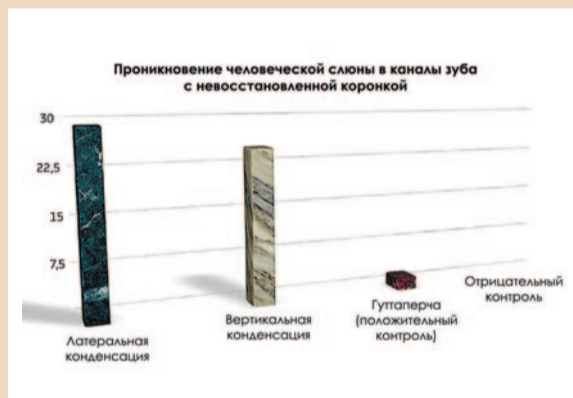 Проникновение человеческой слюны в каналы зуба
с невосстановленной коронкой
30
22,5
15
7,5
Латеральная
конденсация
Вертикальная
конденсация
Гуттаперча
(положительный
контроль)
Отрицательный
контроль